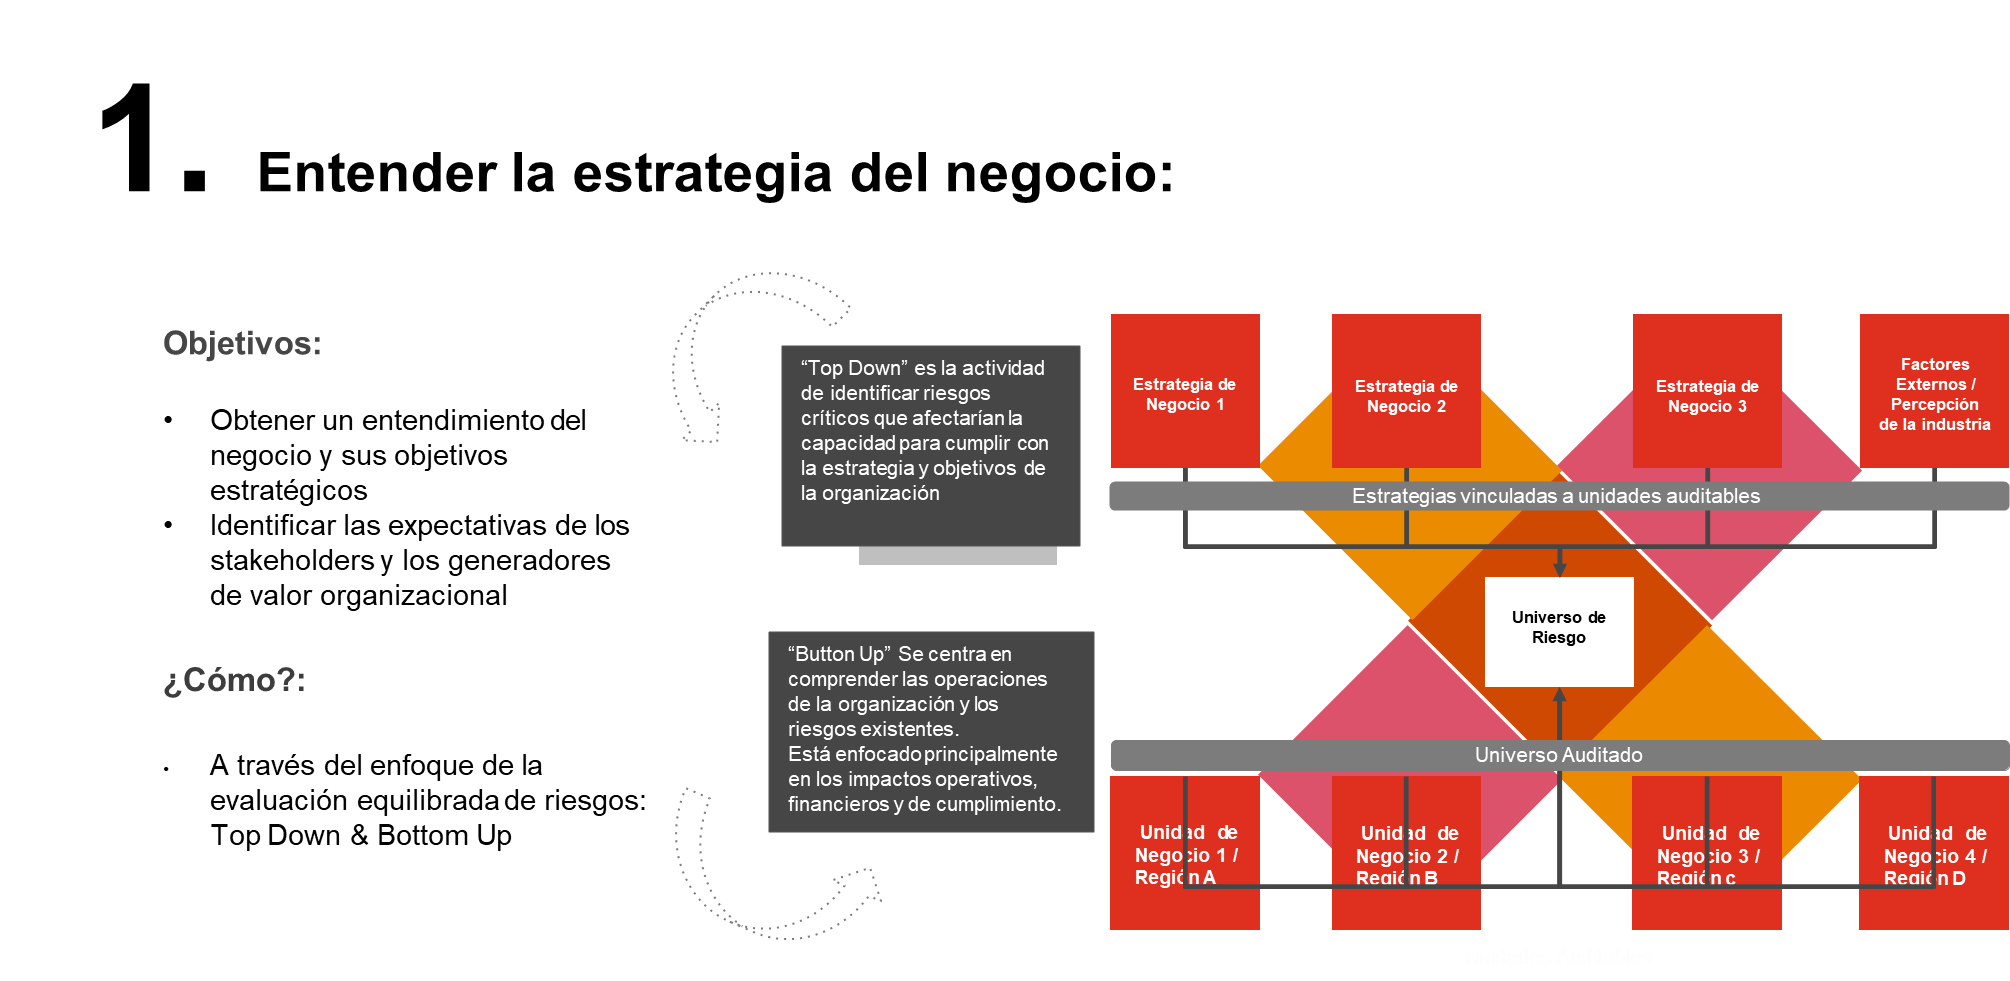 1. Entender la estrategia del negocio:
Objetivos:
• Obtener un entendimiento del
negocio y sus objetivos
estratégicos
• Identificar las expectativas de los
stakeholders y los generadores
de valor organizacional
¿Cómo?:
• A través del enfoque de la
evaluación equilibrada de riesgos:
Top Down & Bottom Up
“Top Down” es la actividad
de identificar riesgos
críticos que afectarían la
capacidad para cumplir con
la estrategia y objetivos de
la organización
“Button Up” Se centra en
comprender las operaciones
de la organización y los
riesgos existentes.
Está enfocado principalmente
en los impactos operativos,
financieros y de cumplimiento.
Estrategia de
Negocio 1
Estrategia de
Negocio 2
Estrategia de
Negocio 3
Factores
Externos /
Percepción
de la industria
Estrategias vinculadas a unidades auditables
Universo de
Riesgo
Universo Auditado
Unidad de
Negocio 1 /
Región A
Unidad de
Negocio 2 /
Región B
Unidad de
Negocio 3 /
Región c
Unidad de
Negocio 4 /
Región D